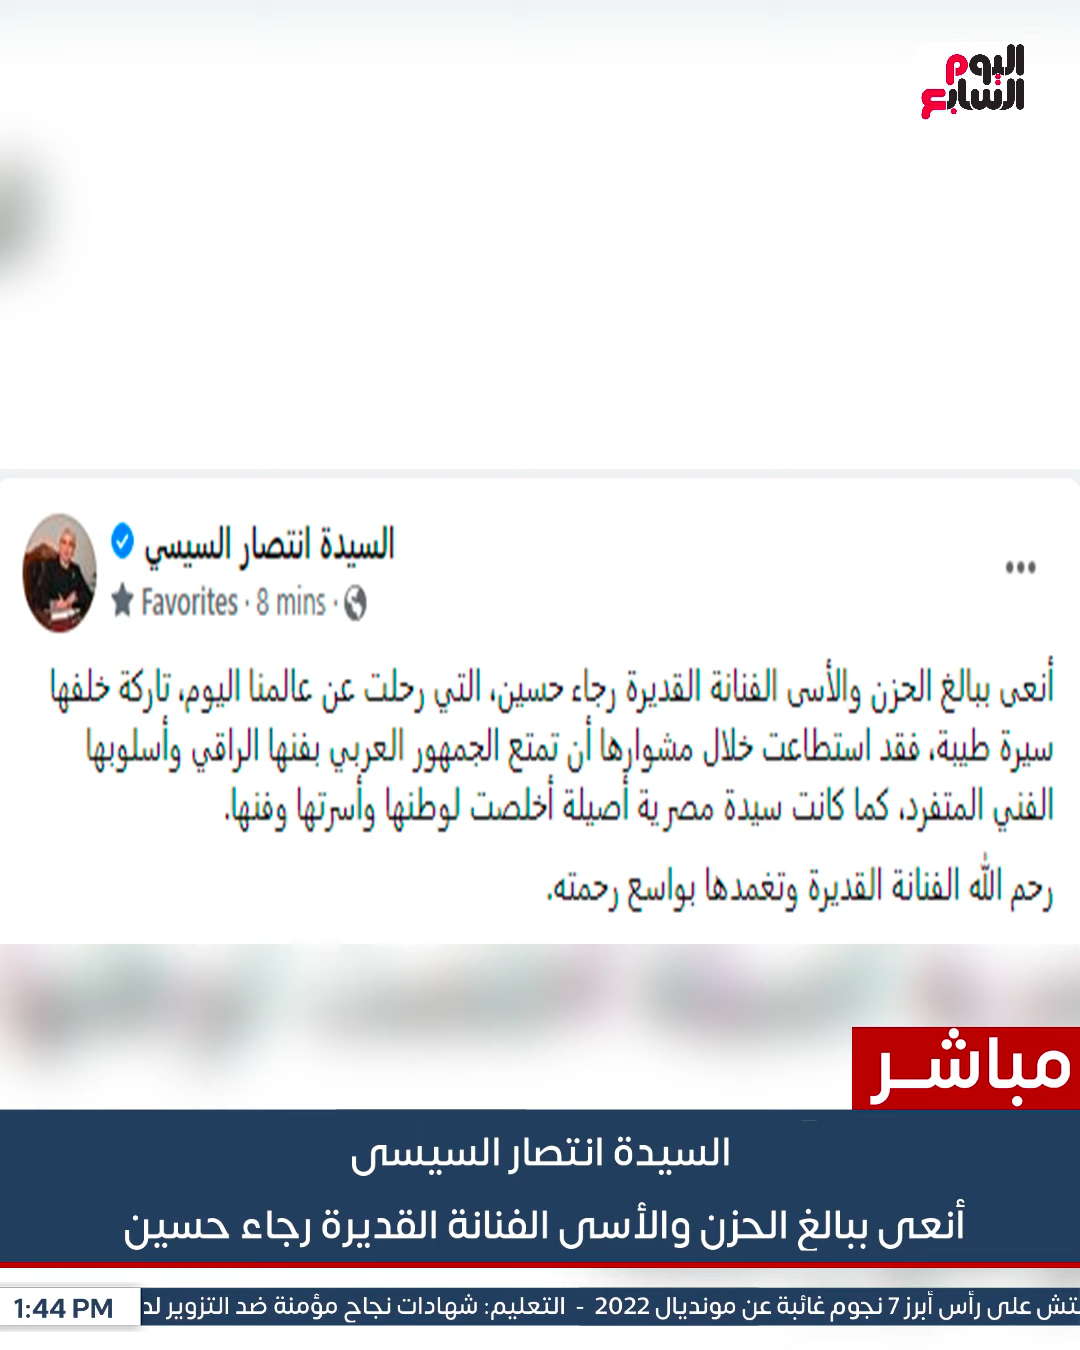 اليوم
السابع
السيدة انتصار السيسي
Favorites · 8 mins ·
أنعى ببالغ الحزن والأسى الفنانة القديرة رجاء حسين، التي رحلت عن عالمنا اليوم، تاركة خلفها
سيرة طيبة، فقد استطاعت خلال مشوارها أن تمتع الجمهور العربي بفنها الراقي وأسلوبها
الفني المتفرد، كما كانت سيدة مصرية أصيلة أخلصت لوطنها وأسرتها وفنها.
رحم الله الفنانة القديرة وتغمدها بواسع رحمته.
مباشر
السيدة انتصار السيسى
أنعى ببالغ الحزن والأسى الفنانة القديرة رجاء حسين
على رأس أبرز 7 نجوم غائبة عن مونديال 2022 - التعليم: شهادات نجاح مؤمنة ضد التزوير
1:44 PM